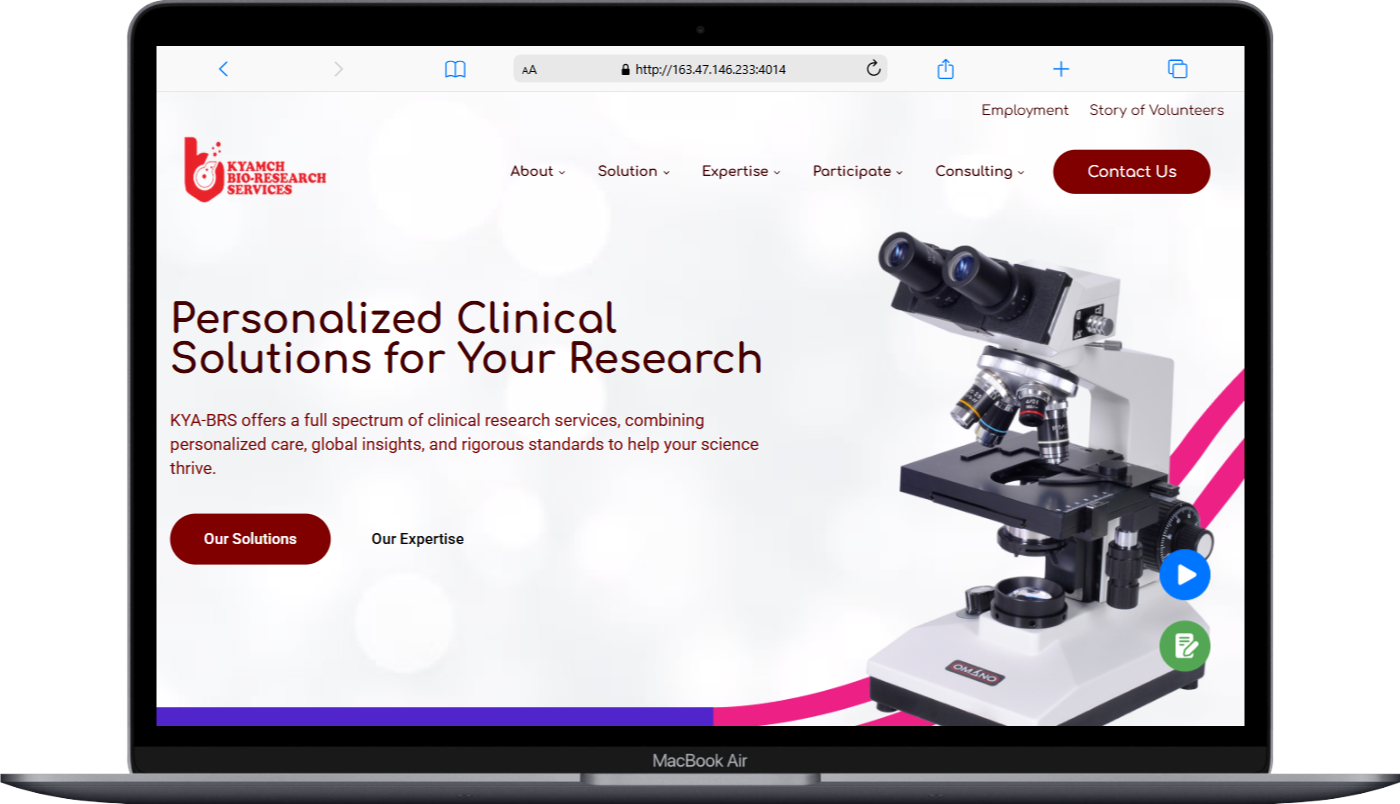 AA
http://163.47.146.233:4014
Employment Story of Volunteers
KYAMCH
BIO-RESEARCH
SERVICES
About Solution Expertise Participate Consulting Contact Us
Personalized Clinical
Solutions for Your Research
KYA-BRS offers a full spectrum of clinical research services, combining
personalized care, global insights, and rigorous standards to help your science
thrive.
Our Solutions Our Expertise
OMANO
MacBook Air